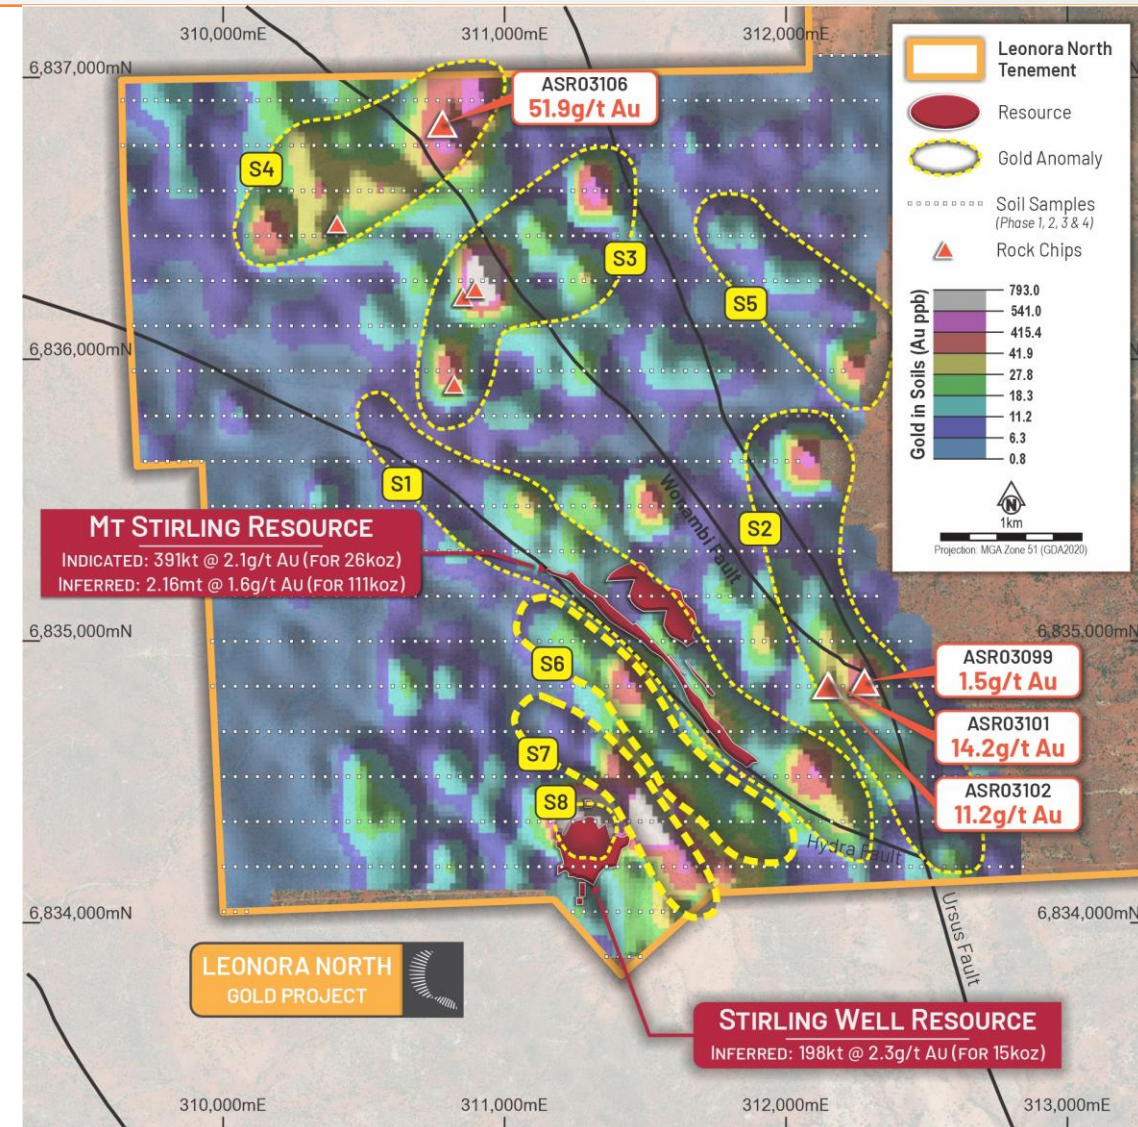 310,000mE
311,000mE
312,000mE
6,837,000mN
6,836,000mN
6,835,000mN
6,834,000mN
6,835,000mN
6,834,000mN
310,000mE
311,000mE
312,000mE
313,000mE
ASR03106
51.9g/t Au
S4
S3
S5
S1
S2
S6
S7
S8
Wonambi Fault
Hydra Fault
Ursus Fault
MT STIRLING RESOURCE
INDICATED: 391kt @ 2.1g/t Au (FOR 26koz)
INFERRED: 2.16mt @ 1.6g/t Au (FOR 111koz)
ASR03099
1.5g/t Au
ASR03101
14.2g/t Au
ASR03102
11.2g/t Au
LEONORA NORTH
GOLD PROJECT
STIRLING WELL RESOURCE
INFERRED: 198kt @ 2.3g/t Au (FOR 15koz)
Leonora North
Tenement
Resource
Gold Anomaly
Soil Samples
(Phase 1, 2, 3 & 4)
Rock Chips
Gold in Soils (Au ppb)
793.0
541.0
415.4
41.9
27.8
18.3
11.2
6.3
0.8
N
1km
Projection: MGA Zone 51 (GDA2020)